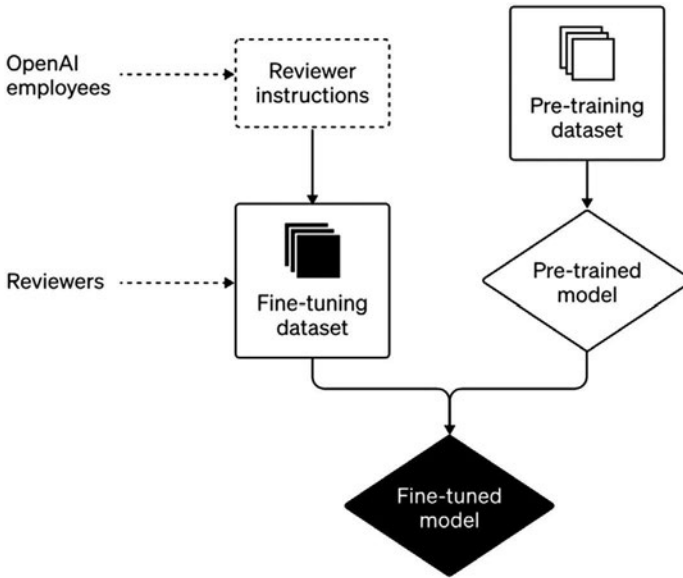 OpenAI
employees
Reviewer
instructions
Pre-training
dataset
Reviewers
Fine-tuning
dataset
Pre-trained
model
Fine-tuned
model